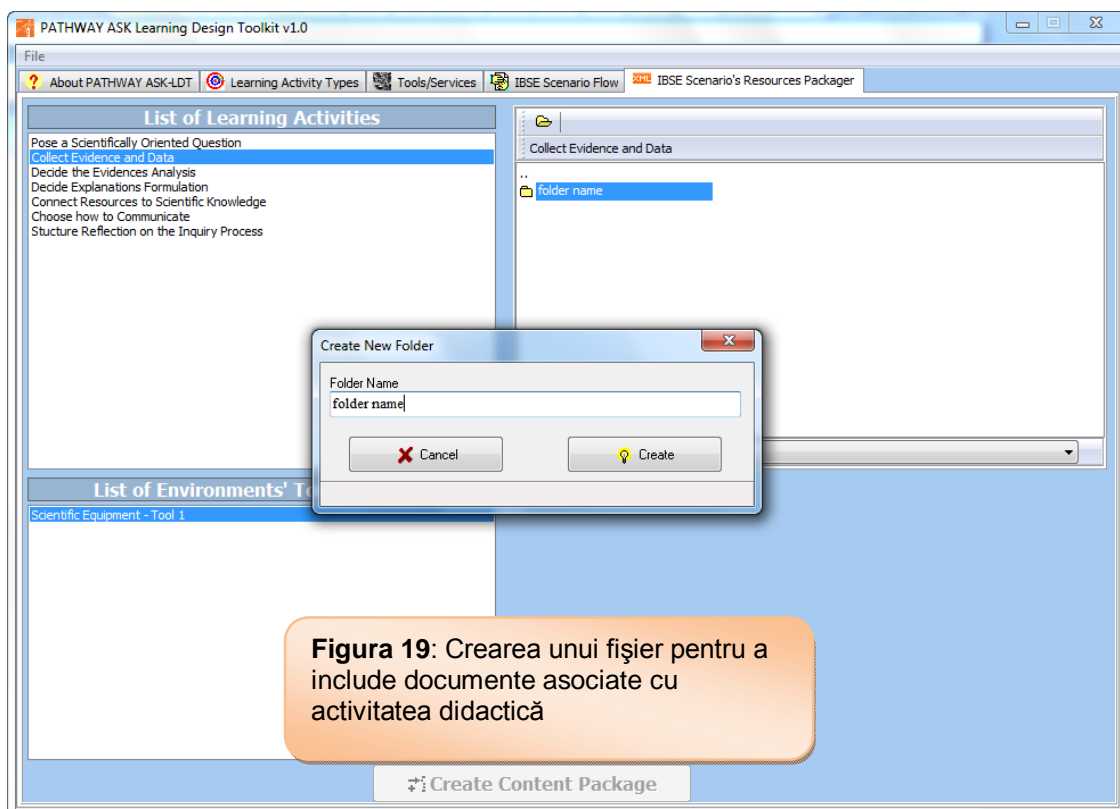 PATHWAY ASK Learning Design Toolkit v1.0
File
About PATHWAY ASK-LDT
Learning Activity Types
Tools/Services
IBSE Scenario Flow
XML
IBSE Scenario's Resources Packager
List of Learning Activities
Pose a Scientifically Oriented Question
Collect Evidence and Data
Decide the Evidences Analysis
Decide Explanations Formulation
Connect Resources to Scientific Knowledge
Choose how to Communicate
Stucture Reflection on the Inquiry Process
Collect Evidence and Data
..
folder name
Create New Folder
Folder Name
folder name
Cancel
Create
List of Environments'
Scientific Equipment - Tool 1
Figura 19: Crearea unui fişier pentru a
include documente asociate cu
activitatea didactică
Create Content Package